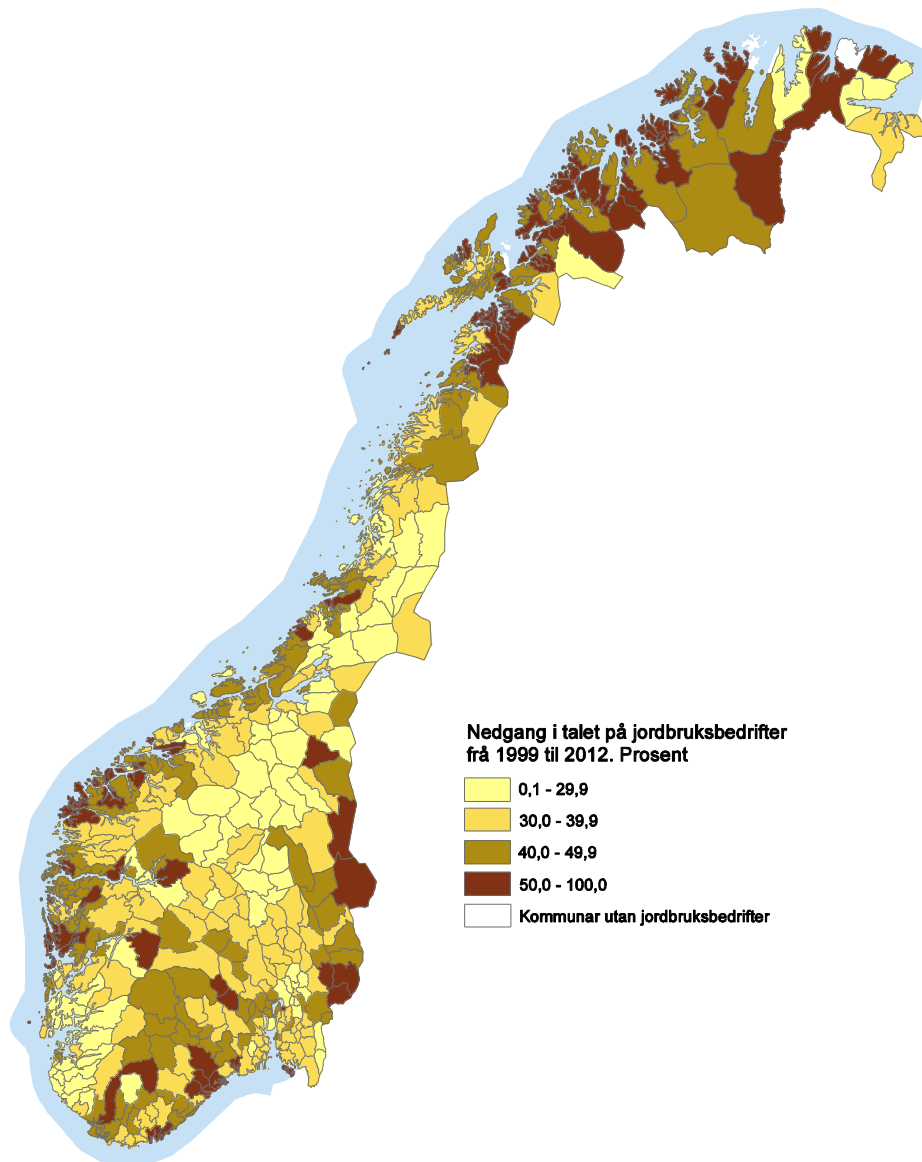 Nedgang i talet på jordbruksbedrifter
frå 1999 til 2012. Prosent
0,1 - 29,9
30,0 - 39,9
40,0 - 49,9
50,0 - 100,0
Kommunar utan jordbruksbedrifter